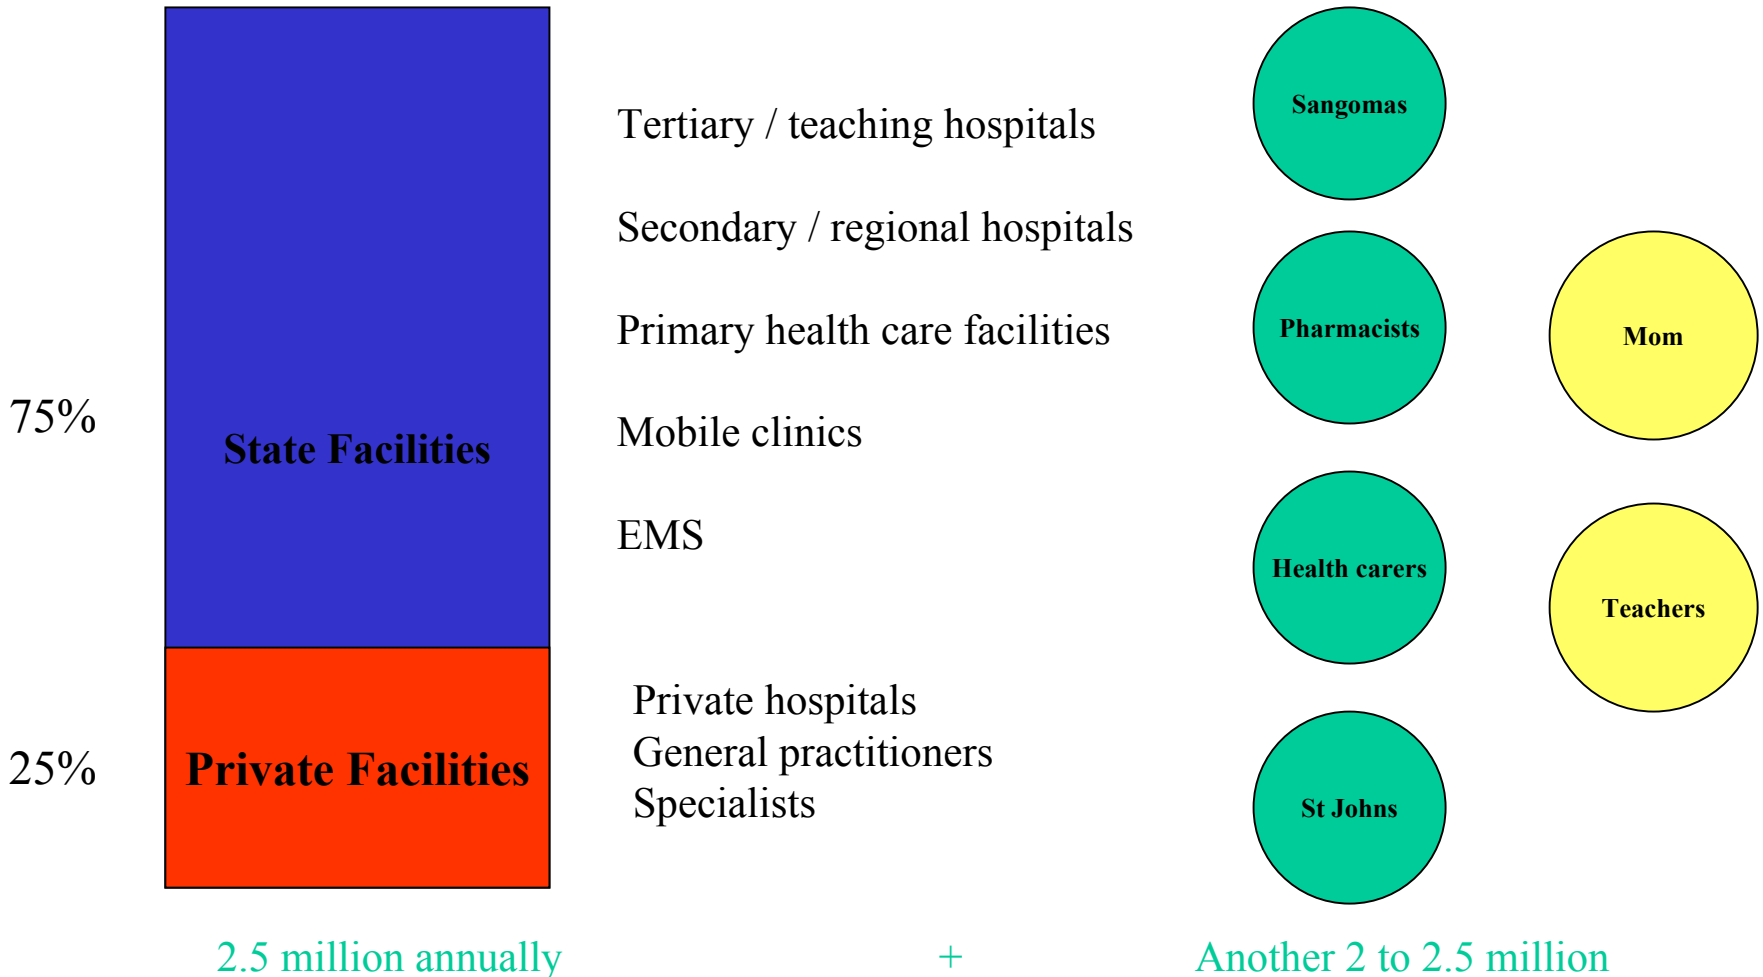 75%
25%
State Facilities
Private Facilities
Tertiary / teaching hospitals
Secondary / regional hospitals
Primary health care facilities
Mobile clinics
EMS
Private hospitals
General practitioners
Specialists
Sangomas
Pharmacists
Health carers
St Johns
Mom
Teachers
2.5 million annually + Another 2 to 2.5 million